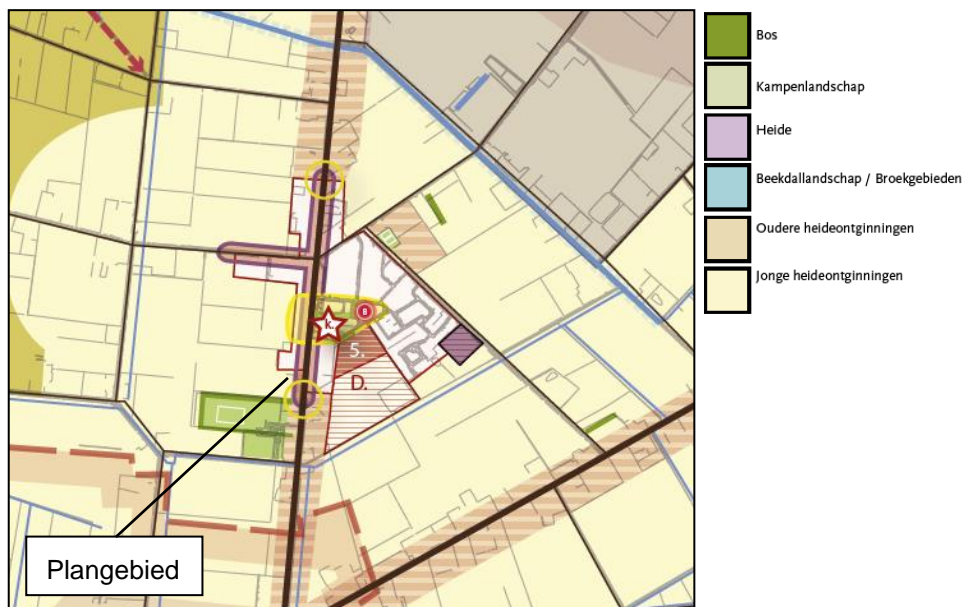 Bos
Kampenlandschap
Heide
Beekdallandschap / Broekgebieden
Oudere heideontginningen
Jonge heideontginningen
k.
B
5.
D.
Plangebied